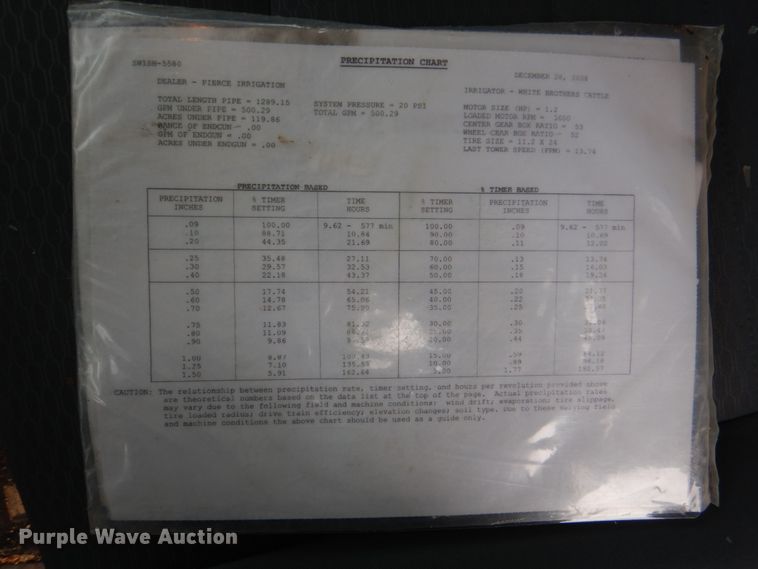 PRECIPITATION CHART
SW1SH-5580
DECEMBER 2008
DEALER - PIERCE IRRIGATION
IRRIGATOR - WHITE BROTHERS CATTLE
TOTAL LENGTH PIPE = 1289.15
GPM UNDER PIPE = 500.29
ACRES UNDER PIPE = 119.86
RANGE OF ENDGUN = .00
GPM OF ENDGUN = .00
ACRES UNDER ENDGUN = .00
SYSTEM PRESSURE = 20 PSI
TOTAL GPM = 500.29
MOTOR SIZE (HP) = 1.2
LOADED MOTOR RPM =
CENTER GEAR BOX RATIO =
WHEEL GEAR BOX RATIO = 52
TIRE SIZE = 11.2 X 24
LAST TOWER SPEED (FPM) = 13.74
PRECIPITATION BASED % TIMER BASED
PRECIPITATION INCHES % TIMER SETTING TIME HOURS % TIMER SETTING PRECIPITATION INCHES TIME HOURS
.09 100.00 9.62 - 577 min 100.00 .09 9.62 - 577 min
.10 88.71 10.84 90.00 .10 10.69
.20 44.35 21.69 80.00 .11 12.02
.25 35.48 27.11 70.00 .13 13.74
.30 29.57 32.53 60.00 .15 16.03
.40 22.18 43.37 50.00 .18 19.24
.50 17.74 54.21 45.00 .20
.60 14.78 65.06 40.00 .22
.70 12.67 35.00 .25
.75 11.83 30.00 .30
.80 11.09 .35
.90 9.86 20.00 .44
1.00 8.87 15.00 .59 64.12
1.25 7.10 10.00 .88
1.50 5.91 162.64 1.77
CAUTION: The relationship between precipitation rate, timer setting, and hours per revolution provided above
are theoretical numbers based on the data list at the top of the page. Actual precipitation rates
may vary due to the following field and machine conditions: wind drift; evaporation; tire slippage,
tire loaded radius; drive train efficiency; elevation changes; soil type. Due to these varying field
and machine conditions the above chart should be used as a guide only.
Purple Wave Auction